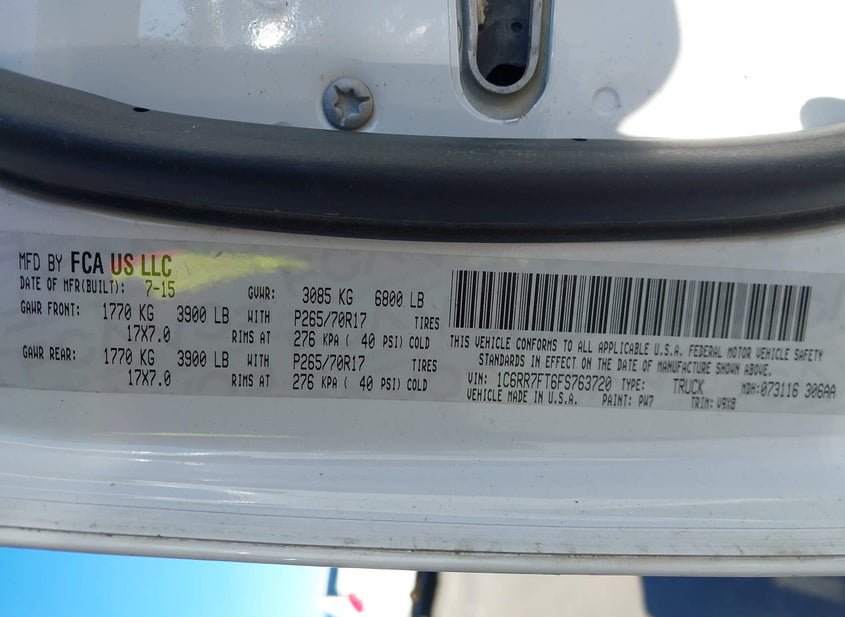 MFD BY FCA US LLC
DATE OF MFR(BUILT): 7-15 GVWR: 3085 KG 6800 LB
GAWR FRONT: 1770 KG 3900 LB WITH P265/70R17 TIRES
17X7.0 RIMS AT 276 KPA ( 40 PSI) COLD
GAWR REAR: 1770 KG 3900 LB WITH P265/70R17 TIRES
17X7.0 RIMS AT 276 KPA ( 40 PSI) COLD
THIS VEHICLE CONFORMS TO ALL APPLICABLE U.S.A. FEDERAL MOTOR VEHICLE SAFETY
STANDARDS IN EFFECT ON THE DATE OF MANUFACTURE SHOWN ABOVE.
VIN: 1C6RR7FT6FS763720 TYPE: TRUCK MDH:073116 306AA
VEHICLE MADE IN U.S.A. PAINT: PW7 TRIM: V9X8